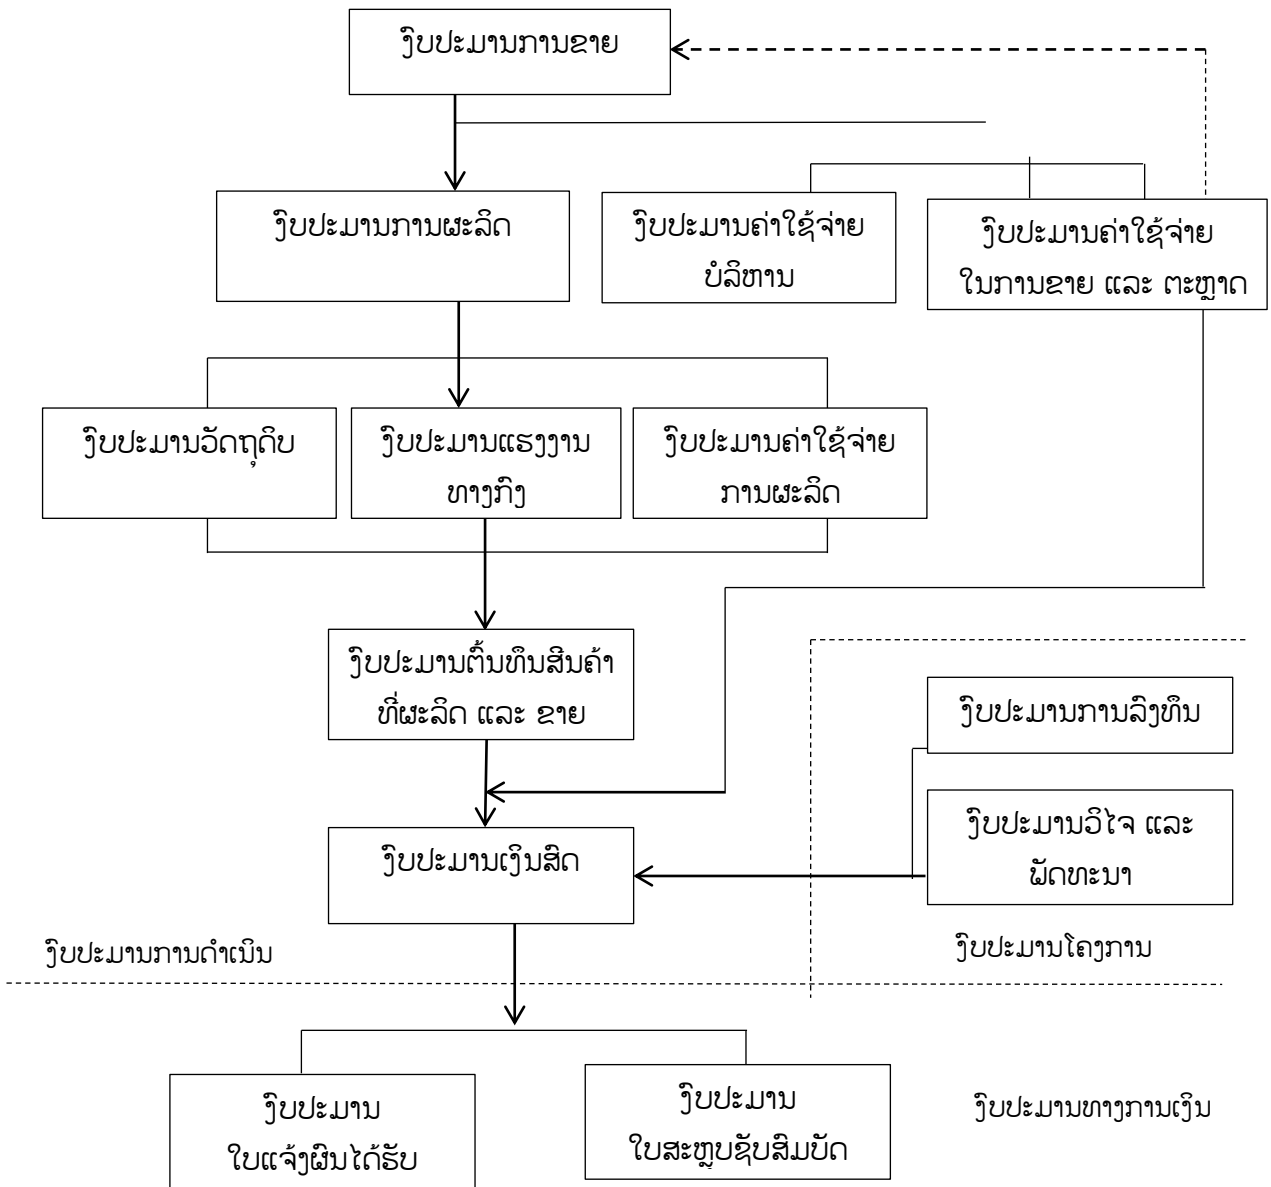 ງົບປະມານການຂາຍ
ງົບປະມານການຜະລິດ
ງົບປະມານຄ່າໃຊ້ຈ່າຍ
ບໍລິຫານ
ງົບປະມານຄ່າໃຊ້ຈ່າຍ
ໃນການຂາຍ ແລະ ຕະຫຼາດ
ງົບປະມານວັດຖຸດິບ
ງົບປະມານແຮງງານ
ທາງກົງ
ງົບປະມານຄ່າໃຊ້ຈ່າຍ
ການຜະລິດ
ງົບປະມານຕົ້ນທຶນສີນຄ້າ
ທີ່ຜະລິດ ແລະ ຂາຍ
ງົບປະມານການລົງທຶນ
ງົບປະມານວິໄຈ ແລະ
ພັດທະນາ
ງົບປະມານເງິນສົດ
ງົບປະມານການດຳເນີນ
ງົບປະມານໂຄງການ
ງົບປະມານ
ໃບແຈ້ງຜົນໄດ້ຮັບ
ງົບປະມານ
ໃບສະຫຼຸບຊັບສົມບັດ
ງົບປະມານທາງການເງິນ